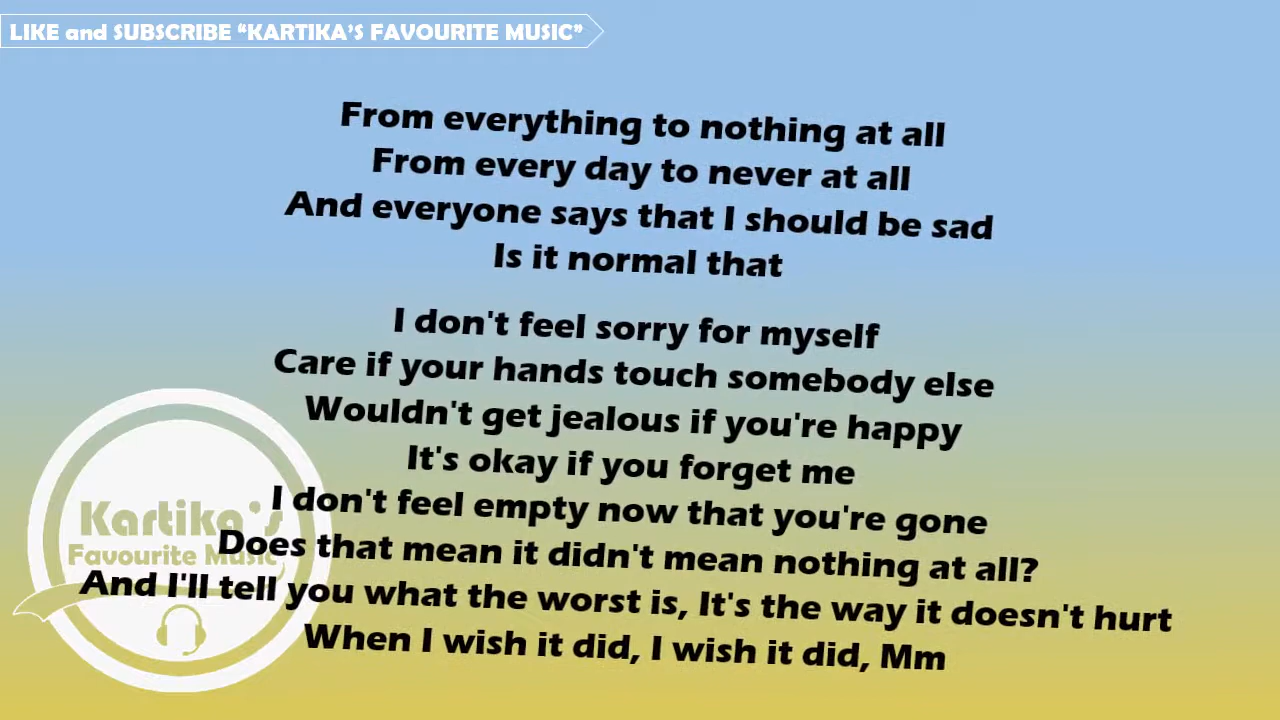 LIKE and SUBSCRIBE “KARTIKA’S FAVOURITE MUSIC”
From everything to nothing at all
From every day to never at all
And everyone says that I should be sad
Is it normal that
I don't feel sorry for myself
Care if your hands touch somebody else
Wouldn't get jealous if you're happy
It's okay if you forget me
I don't feel empty now that you're gone
Does that mean it didn't mean nothing at all?
And I'll tell you what the worst is, It's the way it doesn't hurt
When I wish it did, I wish it did, Mm
Kartika's
Favourite Music